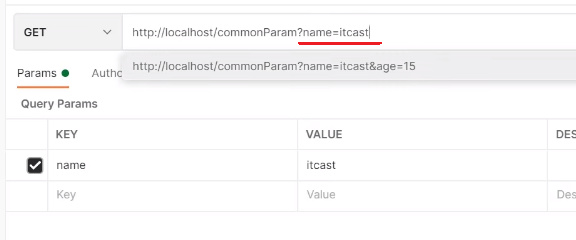 GET http://localhost/commonParam?name=itcast
http://localhost/commonParam?name=itcast&age=15
Params Autho
Query Params
KEY VALUE DES
name itcast
Key Value Des